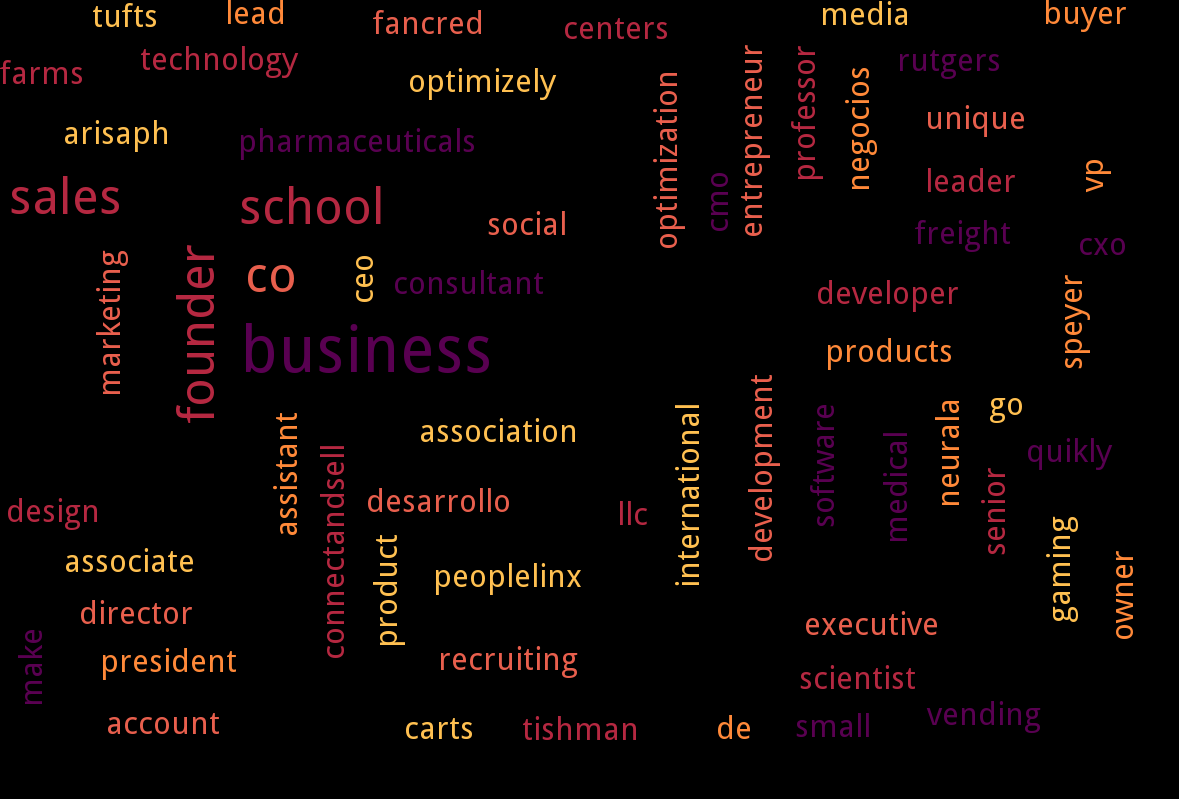 tufts
lead
fancred
centers
media
buyer
farms
technology
optimizely
rutgers
arisaph
pharmaceuticals
optimization
cmo
entrepreneur
professor
negocios
unique
sales
school
social
leader
vp
freight
cxo
marketing
founder
co
ceo
consultant
developer
speyer
business
products
assistant
association
international
development
software
medical
neurala
go
quikly
connectandsell
desarrollo
llc
senior
design
associate
product
peoplelinx
gaming
owner
director
executive
make
president
recruiting
scientist
account
carts
tishman
de
small
vending